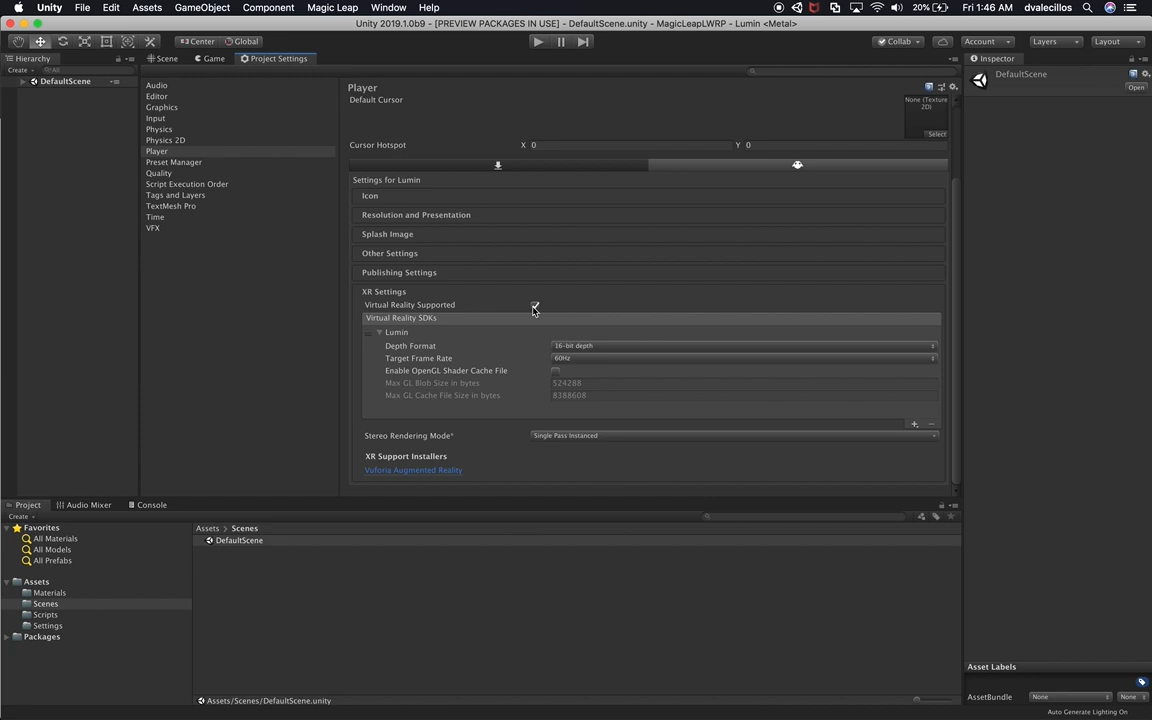 Unity File Edit Assets GameObject Component Magic Leap Window Help 20% Fri 1:46 AM dvalecillos
Unity 2019.1.0b9 - [PREVIEW PACKAGES IN USE] - DefaultScene.unity - MagicLeapLWRP - Lumin <Metal>
Center Global Collab Account Layers Layout
Hierarchy Scene Game Project Settings Inspector
Create All
DefaultScene
DefaultScene
Open
Audio
Editor
Graphics
Input
Physics
Physics 2D
Player
Preset Manager
Quality
Script Execution Order
Tags and Layers
TextMesh Pro
Time
VFX
Player
Default Cursor
None (Texture 2D)
Select
Cursor Hotspot X 0 Y 0
Settings for Lumin
Icon
Resolution and Presentation
Splash Image
Other Settings
Publishing Settings
XR Settings
Virtual Reality Supported
Virtual Reality SDKs
Lumin
Depth Format 16-bit depth
Target Frame Rate 60Hz
Enable OpenGL Shader Cache File
Max GL Blob Size in bytes 524288
Max GL Cache File Size in bytes 8388608
Stereo Rendering Mode* Single Pass Instanced
XR Support Installers
Vuforia Augmented Reality
Project Audio Mixer Console
Create
Favorites
All Materials
All Models
All Prefabs
Assets
Materials
Scenes
Scripts
Settings
Packages
Assets > Scenes
DefaultScene
Assets/Scenes/DefaultScene.unity
Asset Labels
AssetBundle None None
Auto Generate Lighting On